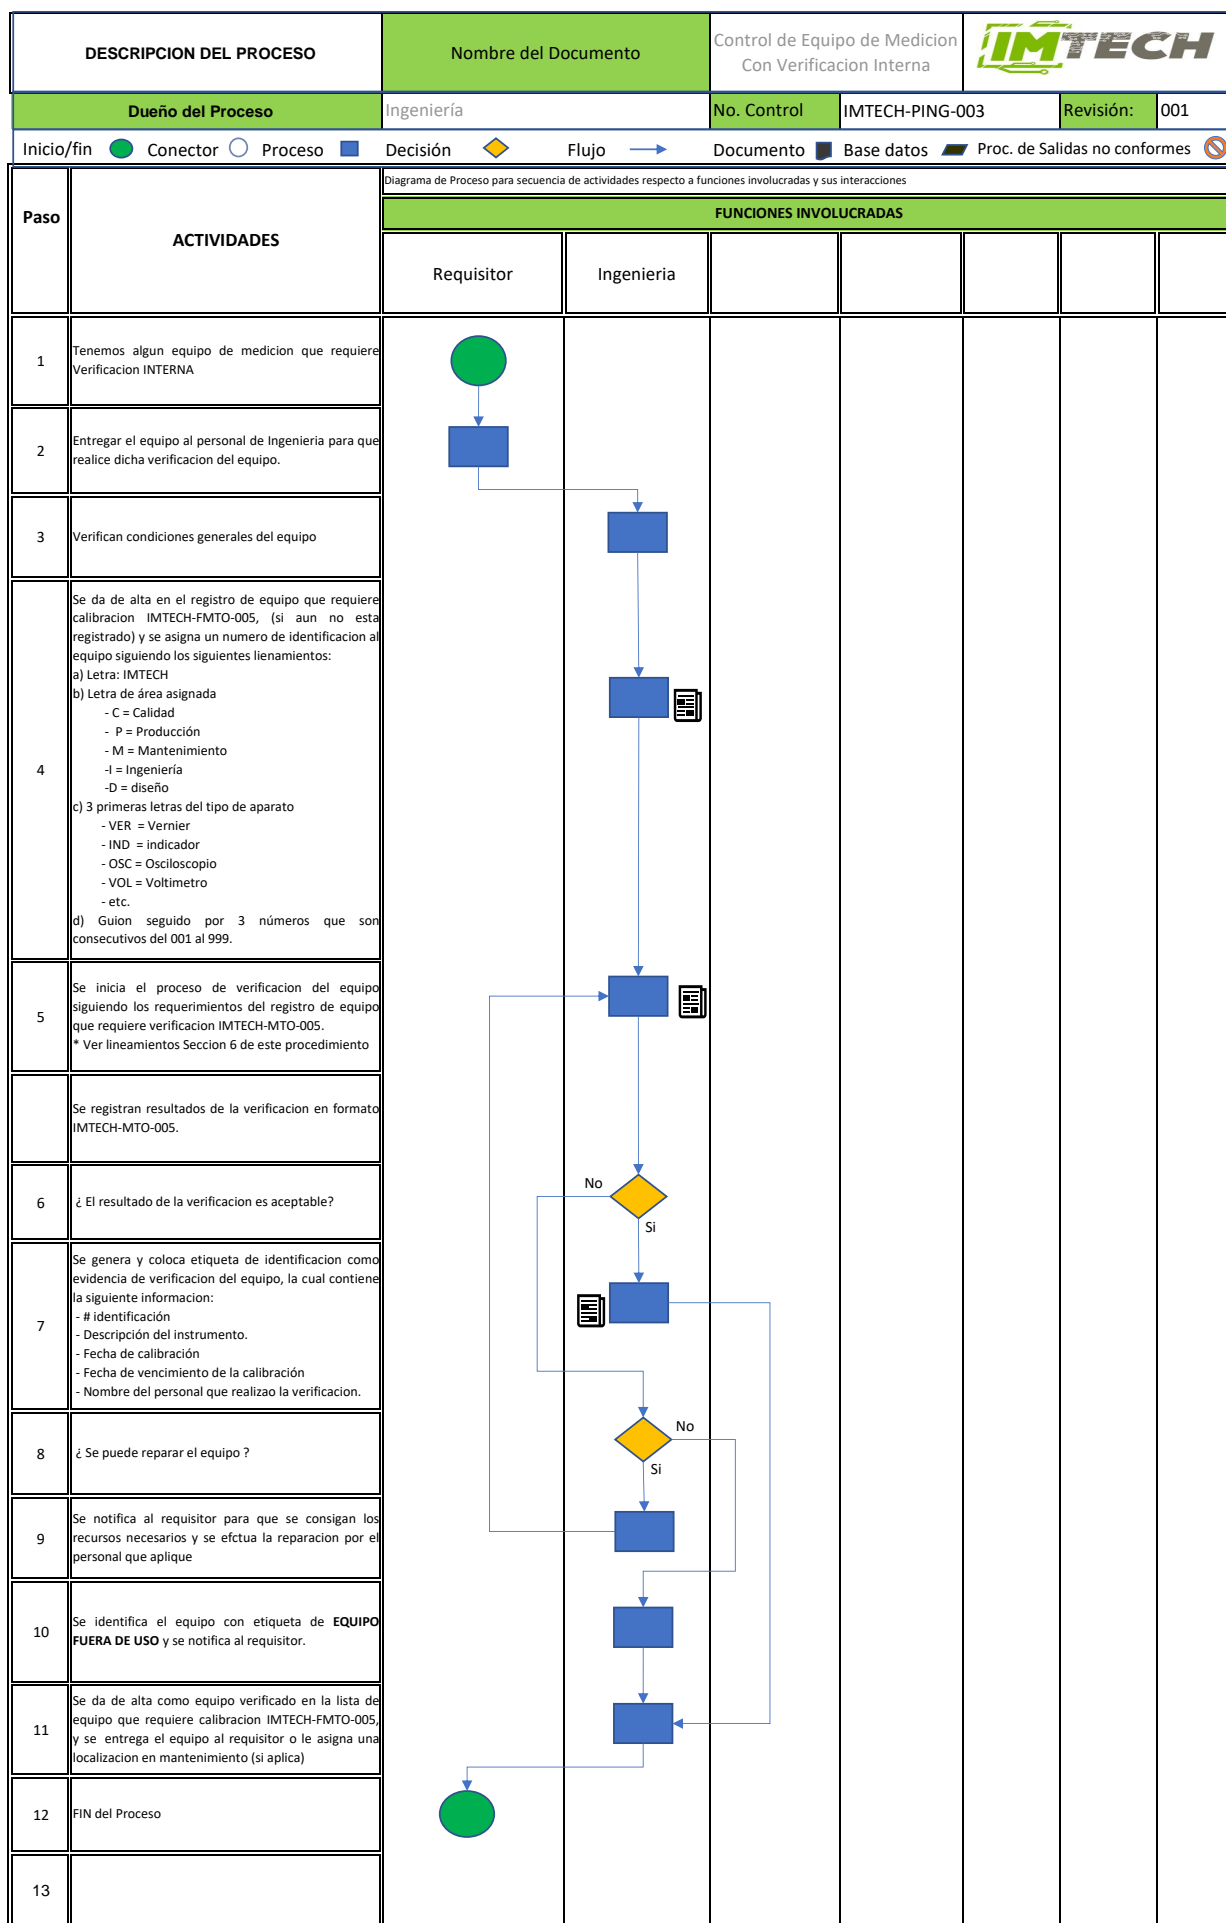 DESCRIPCION DEL PROCESO
Nombre del Documento
Control de Equipo de Medicion
Con Verificacion Interna
IMTECH
Dueño del Proceso
Ingeniería
No. Control
IMTECH-PING-003
Revisión:
001
Inicio/fin
Conector
Proceso
Decisión
Flujo
Documento
Base datos
Proc. de Salidas no conformes
Paso
ACTIVIDADES
Diagrama de Proceso para secuencia de actividades respecto a funciones involucradas y sus interacciones
FUNCIONES INVOLUCRADAS
Requisitor
Ingenieria
1
Tenemos algun equipo de medicion que requiere
Verificacion INTERNA
2
Entregar el equipo al personal de Ingenieria para que
realice dicha verificacion del equipo.
3
Verifican condiciones generales del equipo
4
Se da de alta en el registro de equipo que requiere
calibracion IMTECH-FMTO-005, (si aun no esta
registrado) y se asigna un numero de identificacion al
equipo siguiendo los siguientes lienamientos:
a) Letra: IMTECH
b) Letra de área asignada
- C = Calidad
- P = Producción
- M = Mantenimiento
-I = Ingeniería
-D = diseño
c) 3 primeras letras del tipo de aparato
- VER = Vernier
- IND = indicador
- OSC = Osciloscopio
- VOL = Voltimetro
- etc.
d) Guion seguido por 3 números que son
consecutivos del 001 al 999.
5
Se inicia el proceso de verificacion del equipo
siguiendo los requerimientos del registro de equipo
que requiere verificacion IMTECH-MTO-005.
* Ver lineamientos Seccion 6 de este procedimiento
Se registran resultados de la verificacion en formato
IMTECH-MTO-005.
6
¿ El resultado de la verificacion es aceptable?
No
Si
7
Se genera y coloca etiqueta de identificacion como
evidencia de verificacion del equipo, la cual contiene
la siguiente informacion:
- # identificación
- Descripción del instrumento.
- Fecha de calibración
- Fecha de vencimiento de la calibración
- Nombre del personal que realizao la verificacion.
8
¿ Se puede reparar el equipo ?
No
Si
9
Se notifica al requisitor para que se consigan los
recursos necesarios y se efctua la reparacion por el
personal que aplique
10
Se identifica el equipo con etiqueta de EQUIPO
FUERA DE USO y se notifica al requisitor.
11
Se da de alta como equipo verificado en la lista de
equipo que requiere calibracion IMTECH-FMTO-005,
y se entrega el equipo al requisitor o le asigna una
localizacion en mantenimiento (si aplica)
12
FIN del Proceso
13